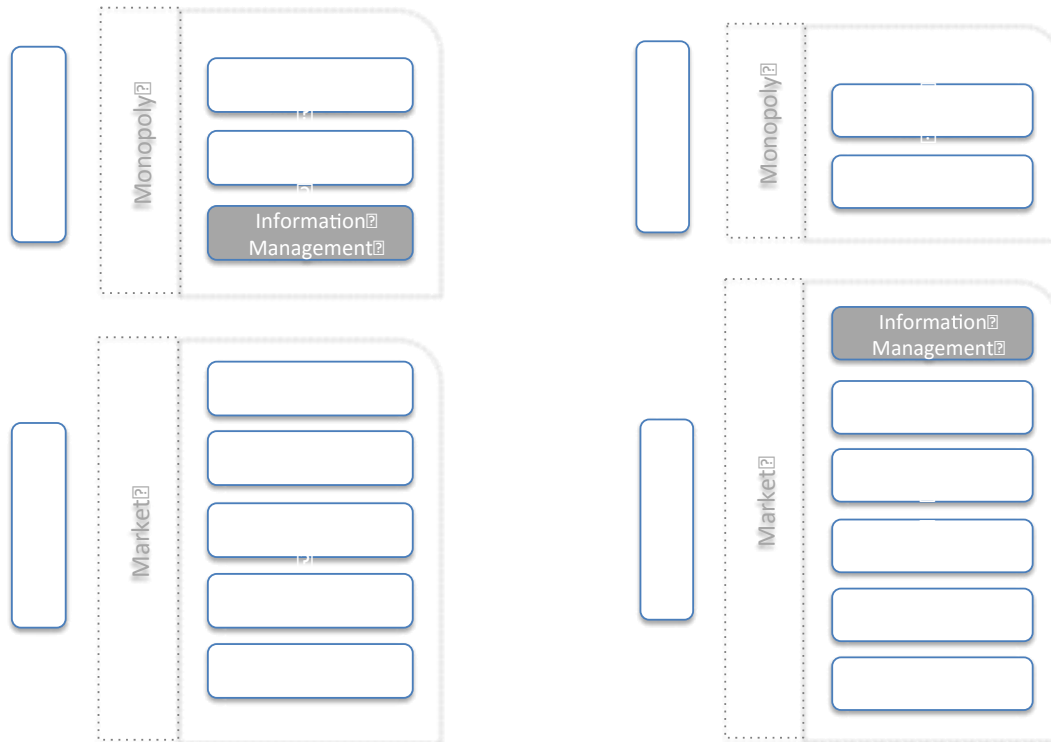 Monopoly
Information
Management
Market
Monopoly
Information
Management
Market